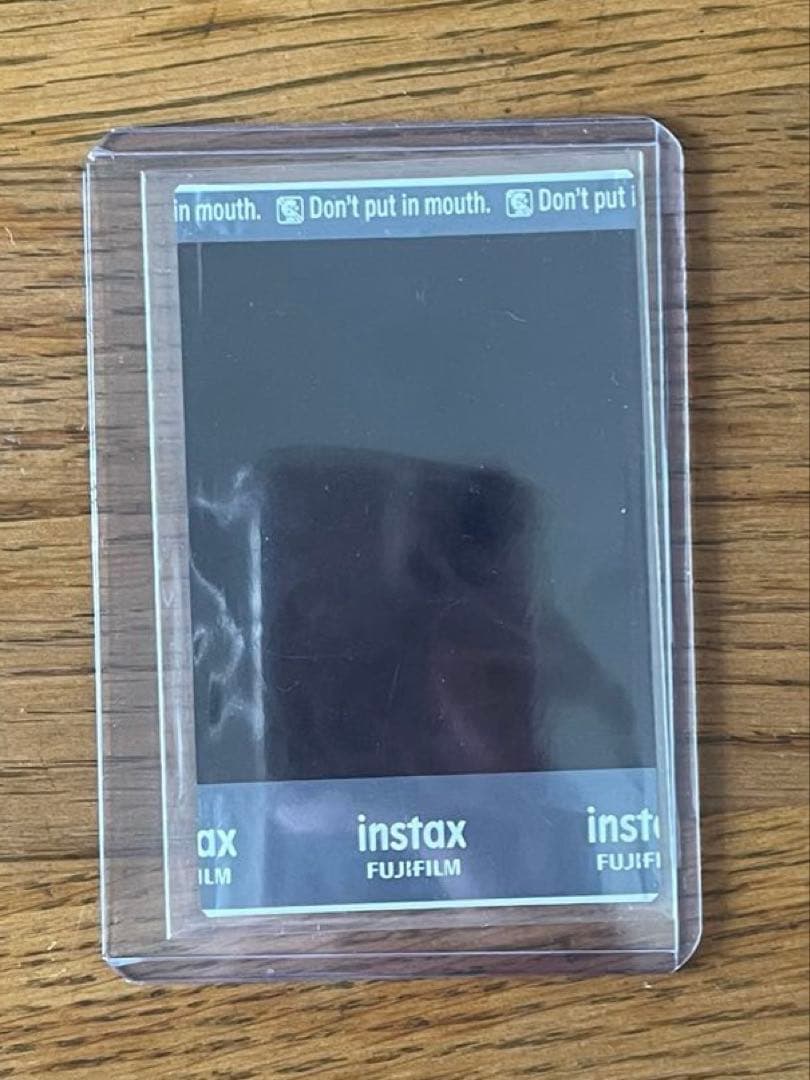 in mouth. Don't put in mouth. Don't put i
ax instax inst
ILM FUJIFILM FUJIFI